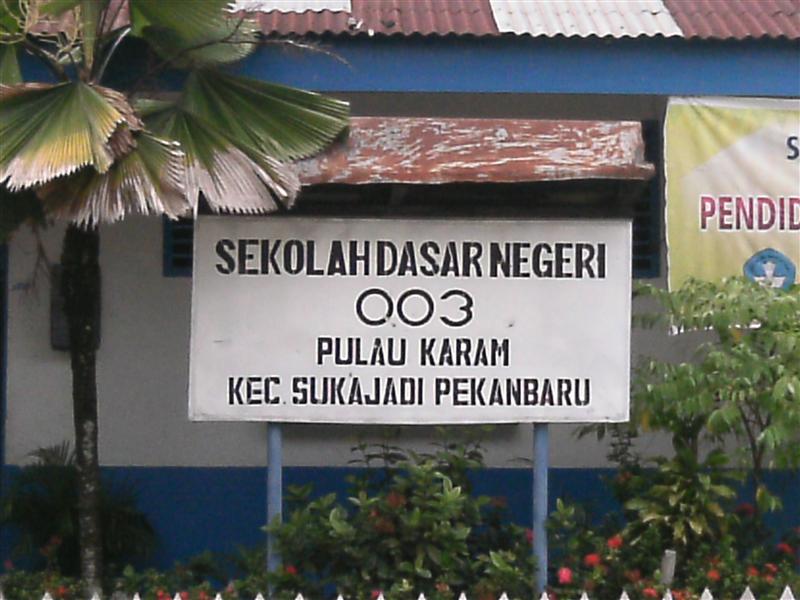 SEKOLAH DASAR NEGERI
003
PULAU KARAM
KEC. SUKAJADI PEKANBARU